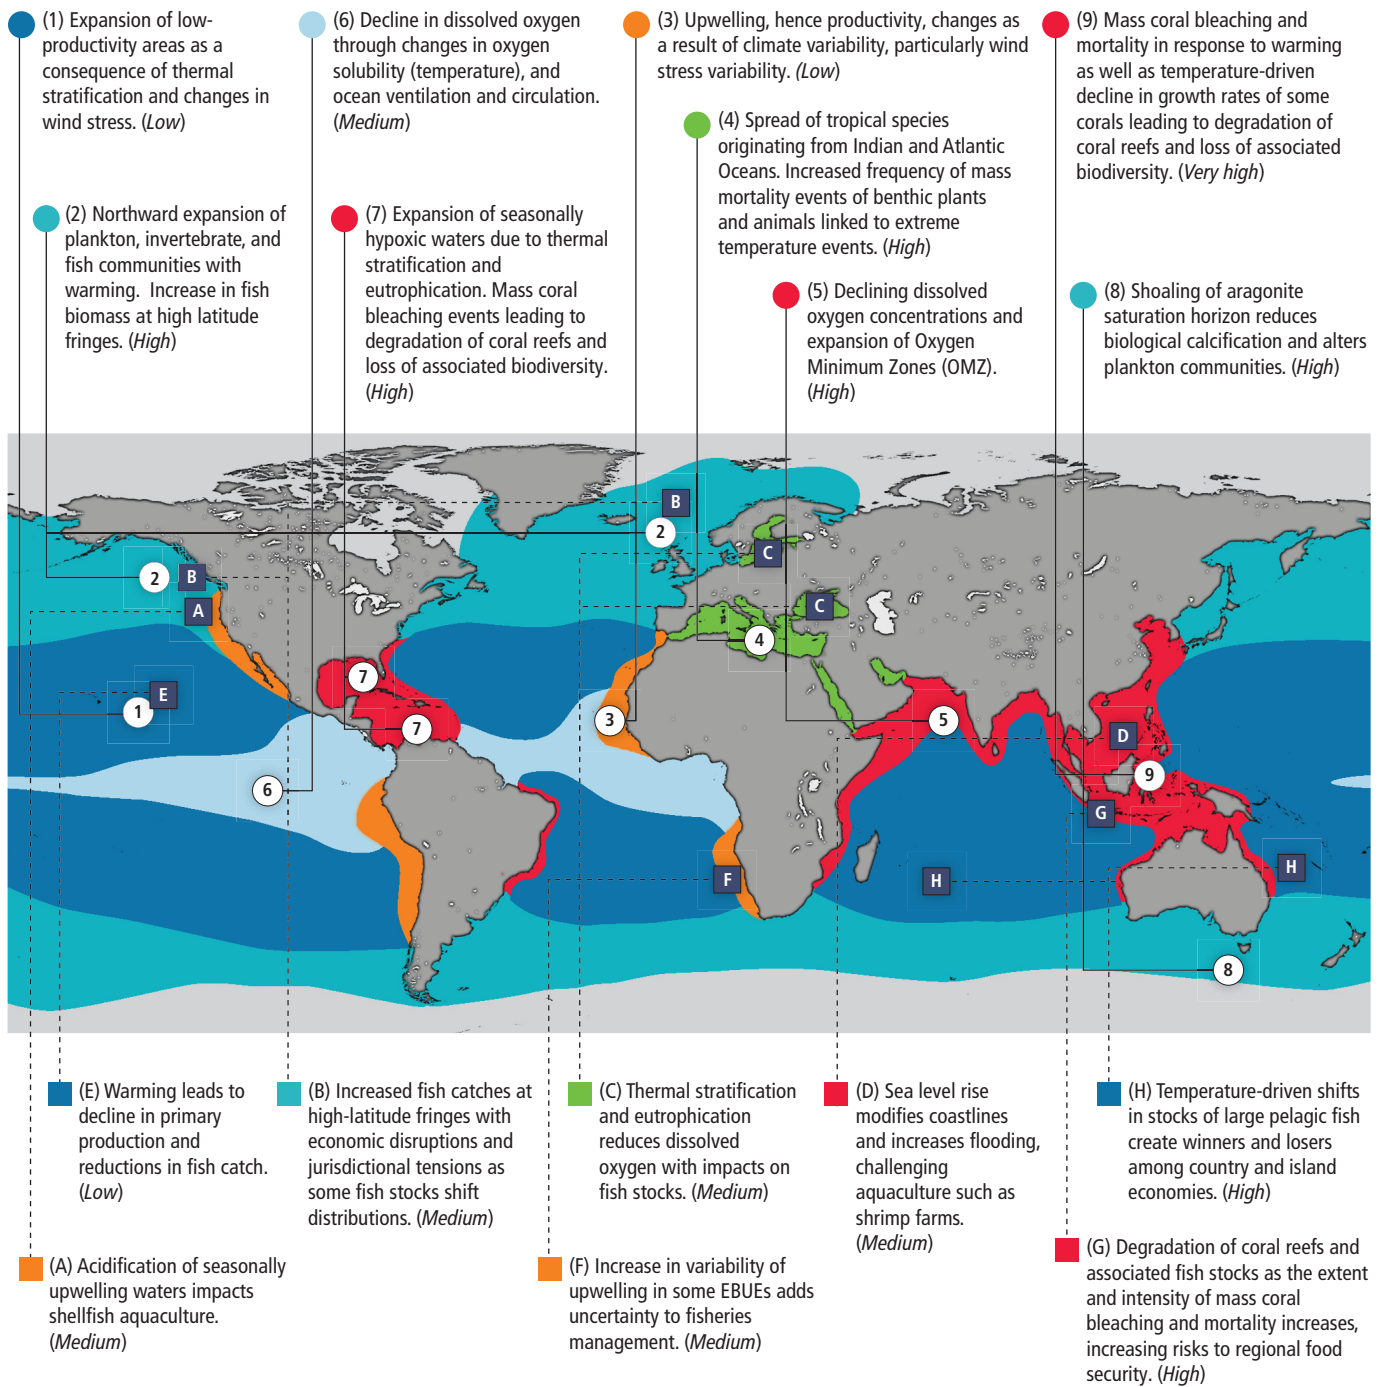 (1) Expansion of low-
productivity areas as a
consequence of thermal
stratification and changes in
wind stress. (Low)
(6) Decline in dissolved oxygen
through changes in oxygen
solubility (temperature), and
ocean ventilation and circulation.
(Medium)
(3) Upwelling, hence productivity, changes as
a result of climate variability, particularly wind
stress variability. (Low)
(9) Mass coral bleaching and
mortality in response to warming
as well as temperature-driven
decline in growth rates of some
corals leading to degradation of
coral reefs and loss of associated
biodiversity. (Very high)
(4) Spread of tropical species
originating from Indian and Atlantic
Oceans. Increased frequency of mass
mortality events of benthic plants
and animals linked to extreme
temperature events. (High)
(2) Northward expansion of
plankton, invertebrate, and
fish communities with
warming. Increase in fish
biomass at high latitude
fringes. (High)
(7) Expansion of seasonally
hypoxic waters due to thermal
stratification and
eutrophication. Mass coral
bleaching events leading to
degradation of coral reefs and
loss of associated biodiversity.
(High)
(5) Declining dissolved
oxygen concentrations and
expansion of Oxygen
Minimum Zones (OMZ).
(High)
(8) Shoaling of aragonite
saturation horizon reduces
biological calcification and alters
plankton communities. (High)
B
2
C
2
B
A
C
4
7
E
1
3
5
7
D
9
6
G
F
H
H
8
(E) Warming leads to
decline in primary
production and
reductions in fish catch.
(Low)
(B) Increased fish catches at
high-latitude fringes with
economic disruptions and
jurisdictional tensions as
some fish stocks shift
distributions. (Medium)
(C) Thermal stratification
and eutrophication
reduces dissolved
oxygen with impacts on
fish stocks. (Medium)
(D) Sea level rise
modifies coastlines
and increases flooding,
challenging
aquaculture such as
shrimp farms.
(Medium)
(H) Temperature-driven shifts
in stocks of large pelagic fish
create winners and losers
among country and island
economies. (High)
(A) Acidification of seasonally
upwelling waters impacts
shellfish aquaculture.
(Medium)
(F) Increase in variability of
upwelling in some EBUEs adds
uncertainty to fisheries
management. (Medium)
(G) Degradation of coral reefs and
associated fish stocks as the extent
and intensity of mass coral
bleaching and mortality increases,
increasing risks to regional food
security. (High)